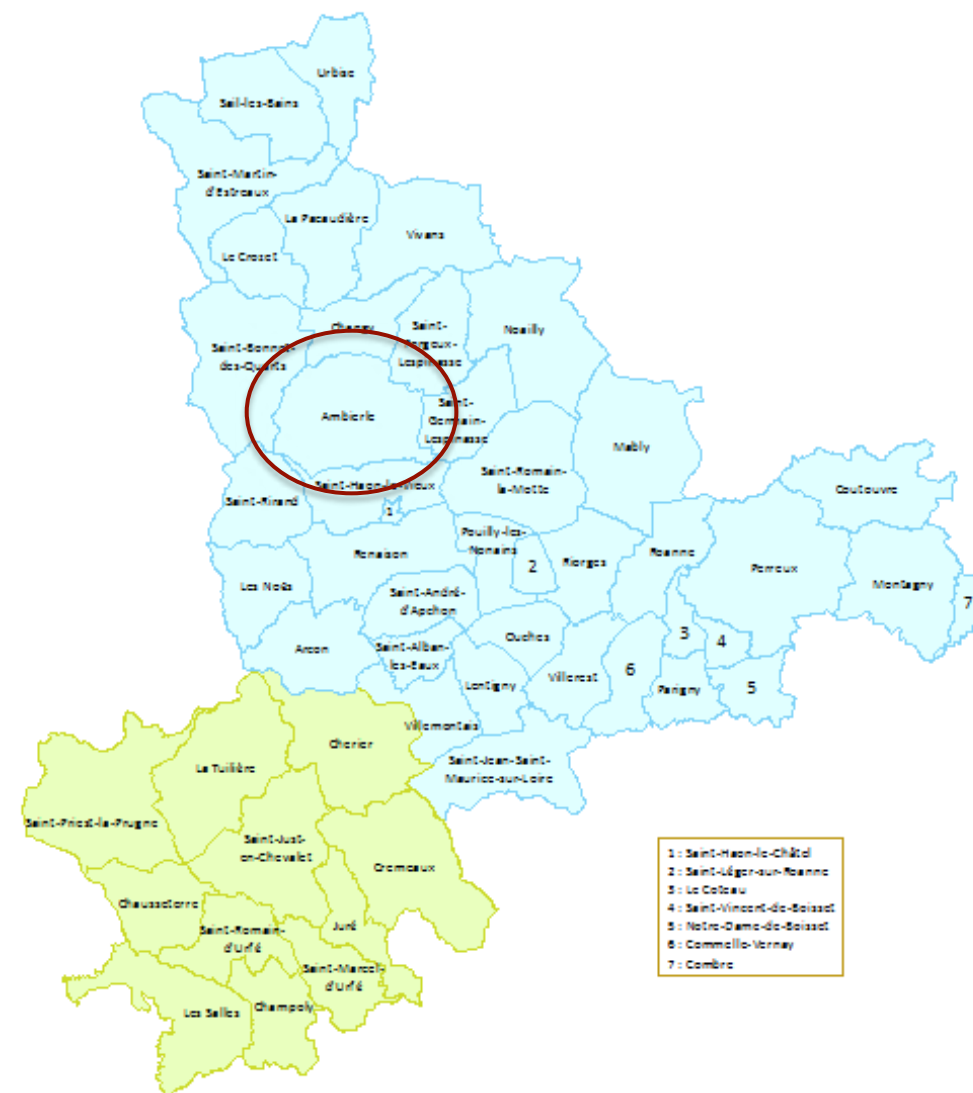 Urbise
Sail-les-Bains
Saint-Martin-
d'Estreaux
La Pacaudière
Le Crozet
Vivans
Changy
Saint-
Forgeux-
Lespinasse
Noailly
Saint-Bonnet-
des-Quarts
Ambierle
Saint-
Germain-
Lespinasse
Mably
Saint-Romain-
la-Motte
Saint-Haon-le-Vieux
Saint-Rirand
1
Coutouvre
Pouilly-les-
Nonains
Renaison
2
Riorges
Roanne
Perreux
Montagny
7
Les Noës
Saint-André-
d'Apchon
Arcon
Saint-Alban-
les-Eaux
Ouches
3
4
Lentigny
Villerest
6
Parigny
5
Villemontais
Cherier
La Tuilière
Saint-Jean-Saint-
Maurice-sur-Loire
Saint-Priest-la-Prugne
Saint-Just-
en-Chevalet
Cremeaux
Chausseterre
Saint-Romain-
d'Urfé
Juré
Saint-Marcel-
d'Urfé
Les Salles
Champoly
1 : Saint-Haon-le-Châtel
2 : Saint-Léger-sur-Roanne
3 : Le Coteau
4 : Saint-Vincent-de-Boisset
5 : Notre-Dame-de-Boisset
6 : Commelle-Vernay
7 : Combre